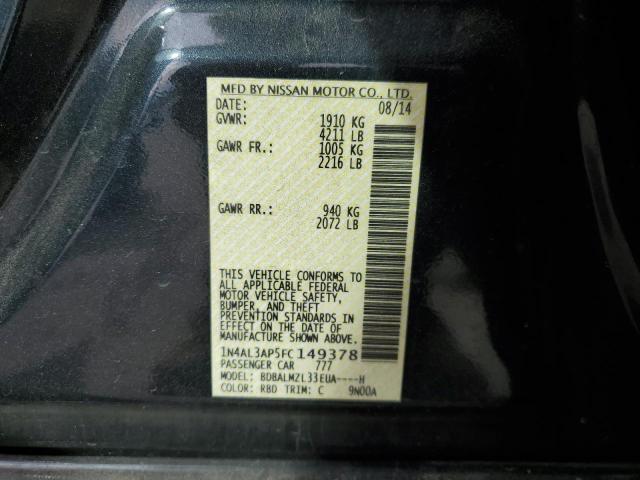 MFD BY NISSAN MOTOR CO., LTD.
DATE: 08/14
GVWR: 1910 KG
4211 LB
GAWR FR.: 1005 KG
2216 LB
GAWR RR.: 940 KG
2072 LB
THIS VEHICLE CONFORMS TO
ALL APPLICABLE FEDERAL
MOTOR VEHICLE SAFETY,
BUMPER, AND THEFT
PREVENTION STANDARDS IN
EFFECT ON THE DATE OF
MANUFACTURE SHOWN ABOVE.
1N4AL3AP5FC149378
PASSENGER CAR 777
MODEL: BDBALMZL33EUA----H
COLOR: RBD TRIM: C 9N00A